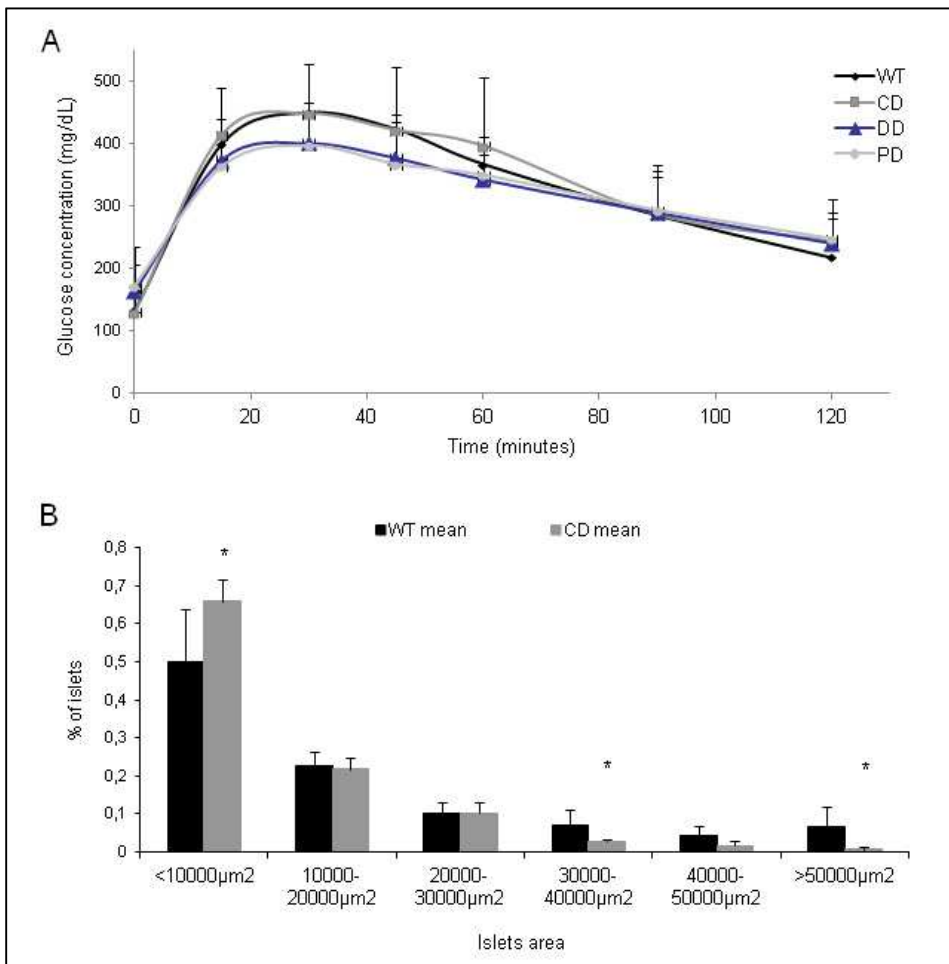 A
500
400
300
200
100
0
Glucose concentration (mg/dL)
0 20 40 60 80 100 120
Time (minutes)
WT
CD
DD
PD
B
WT mean CD mean
0,8
0,7
0,6
0,5
0,4
0,3
0,2
0,1
0
% of islets
*
*
*
<10000µm2 10000-20000µm2 20000-30000µm2 30000-40000µm2 40000-50000µm2 >50000µm2
Islets area